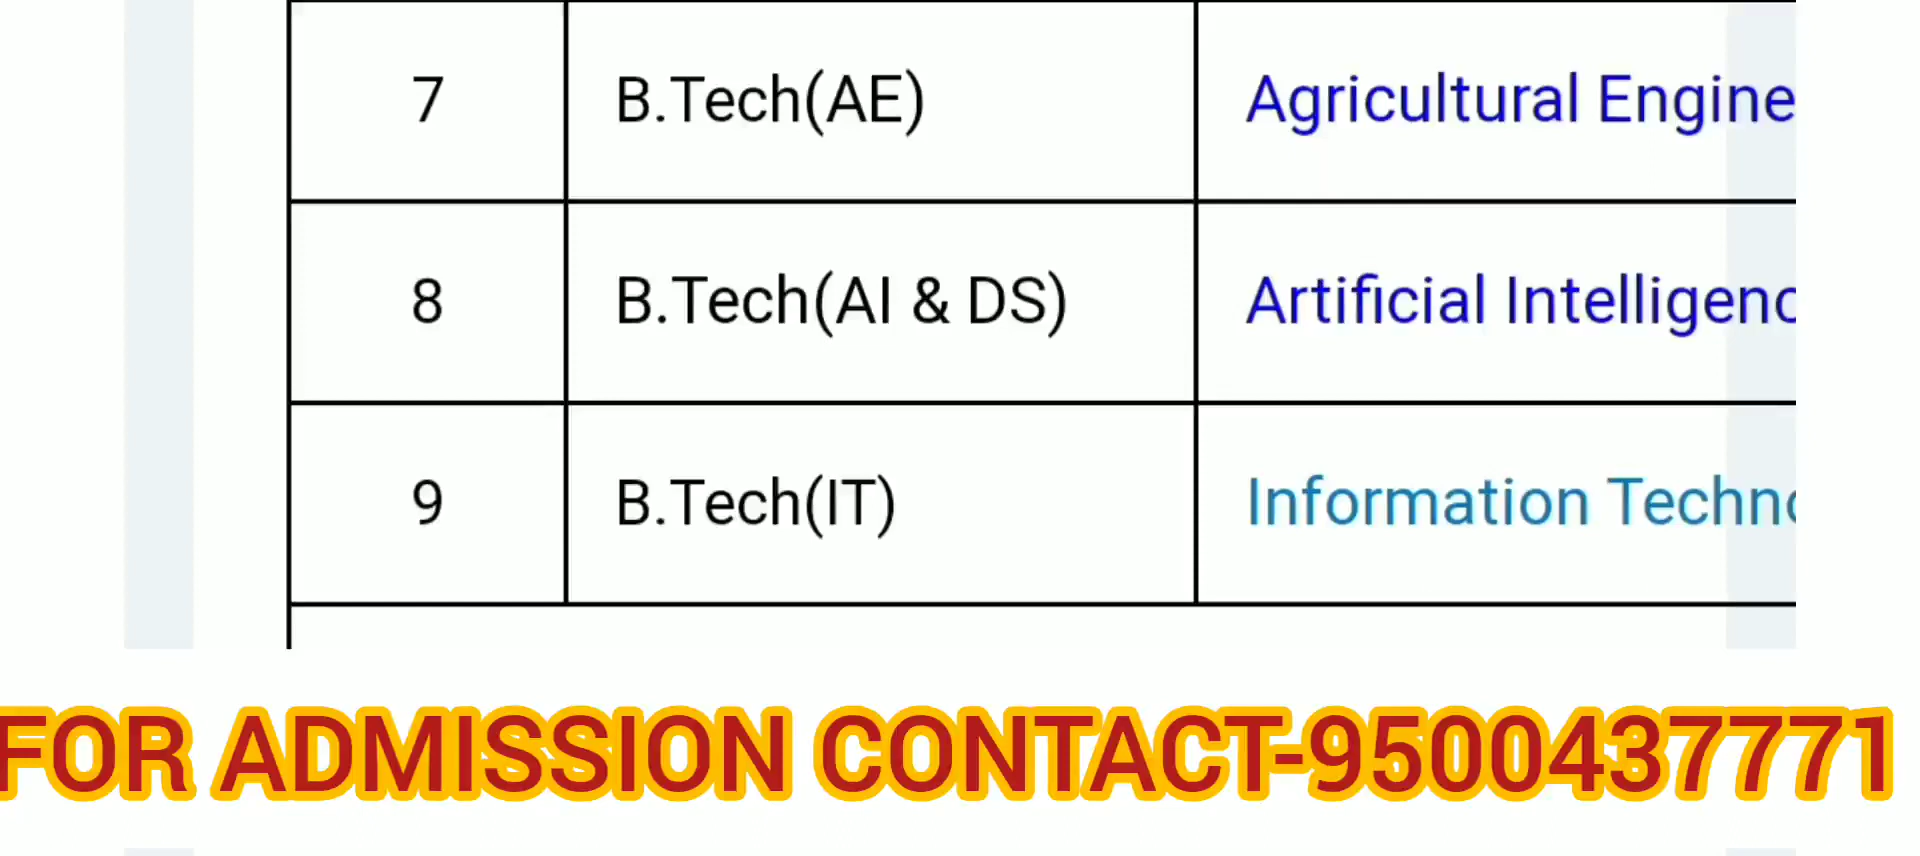 7 B.Tech(AE) Agricultural Engine
8 B.Tech(AI & DS) Artificial Intelligenc
9 B.Tech(IT) Information Techno
FOR ADMISSION CONTACT-9500437771